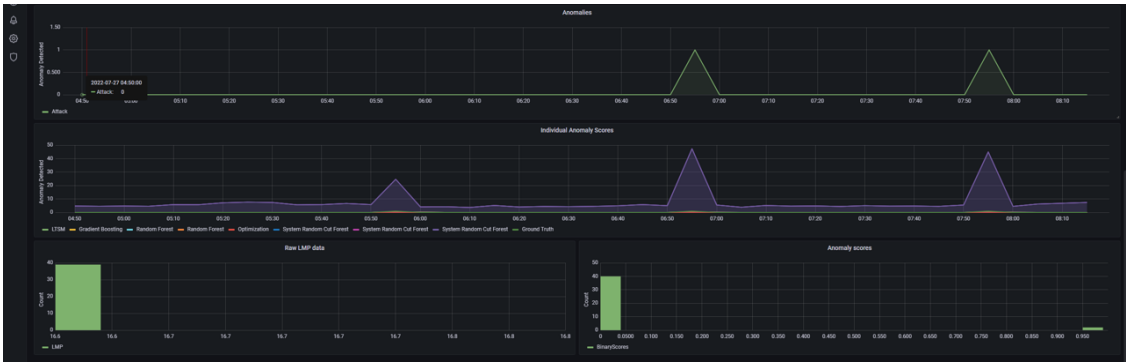 Anomalies
1.50
1
0.500
0
Anomaly Detected
2022-07-27 04:50:00
Attack: 0
04:50 05:00 05:10 05:20 05:30 05:40 05:50 06:00 06:10 06:20 06:30 06:40 06:50 07:00 07:10 07:20 07:30 07:40 07:50 08:00 08:10
Attack
Individual Anomaly Scores
50
40
30
20
10
0
Anomaly Detected
04:50 05:00 05:10 05:20 05:30 05:40 05:50 06:00 06:10 06:20 06:30 06:40 06:50 07:00 07:10 07:20 07:30 07:40 07:50 08:00 08:10
LTSM Gradient Boosting Random Forest Random Forest Optimization System Random Cut Forest System Random Cut Forest System Random Cut Forest Ground Truth
Raw LMP data
40
30
20
10
0
Count
16.6 16.6 16.7 16.7 16.7 16.7 16.7 16.8 16.8 16.8
LMP
Anomaly scores
50
40
30
20
10
0
Count
0 0.0500 0.100 0.150 0.200 0.250 0.300 0.350 0.400 0.450 0.500 0.550 0.600 0.650 0.700 0.750 0.800 0.850 0.900 0.950
BinaryScores